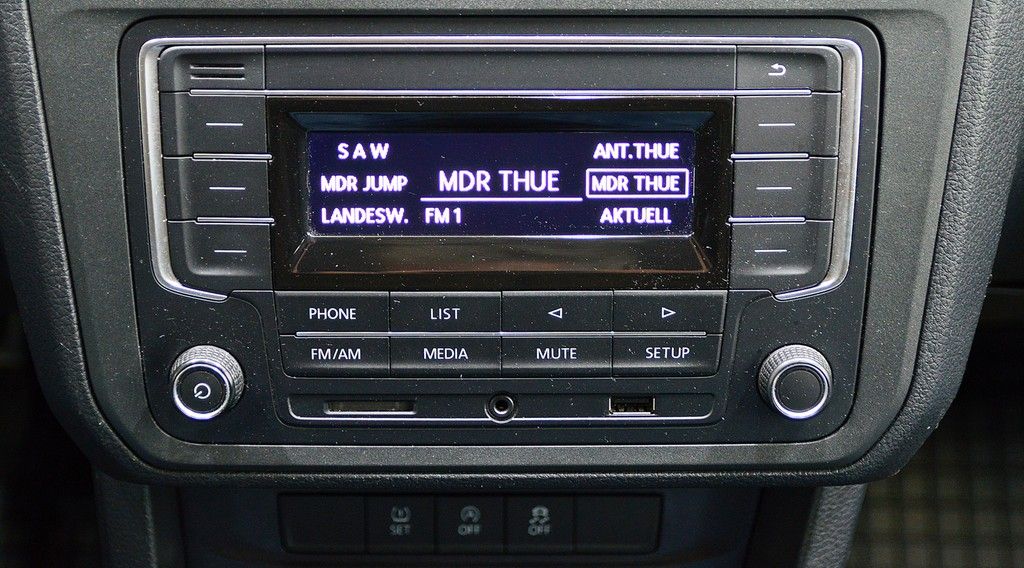 SAW
ANT.THUE
MDR JUMP
MDR THUE
MDR THUE
LANDESW.
FM 1
AKTUELL
PHONE
LIST
FM/AM
MEDIA
MUTE
SETUP
SET
OFF
OFF